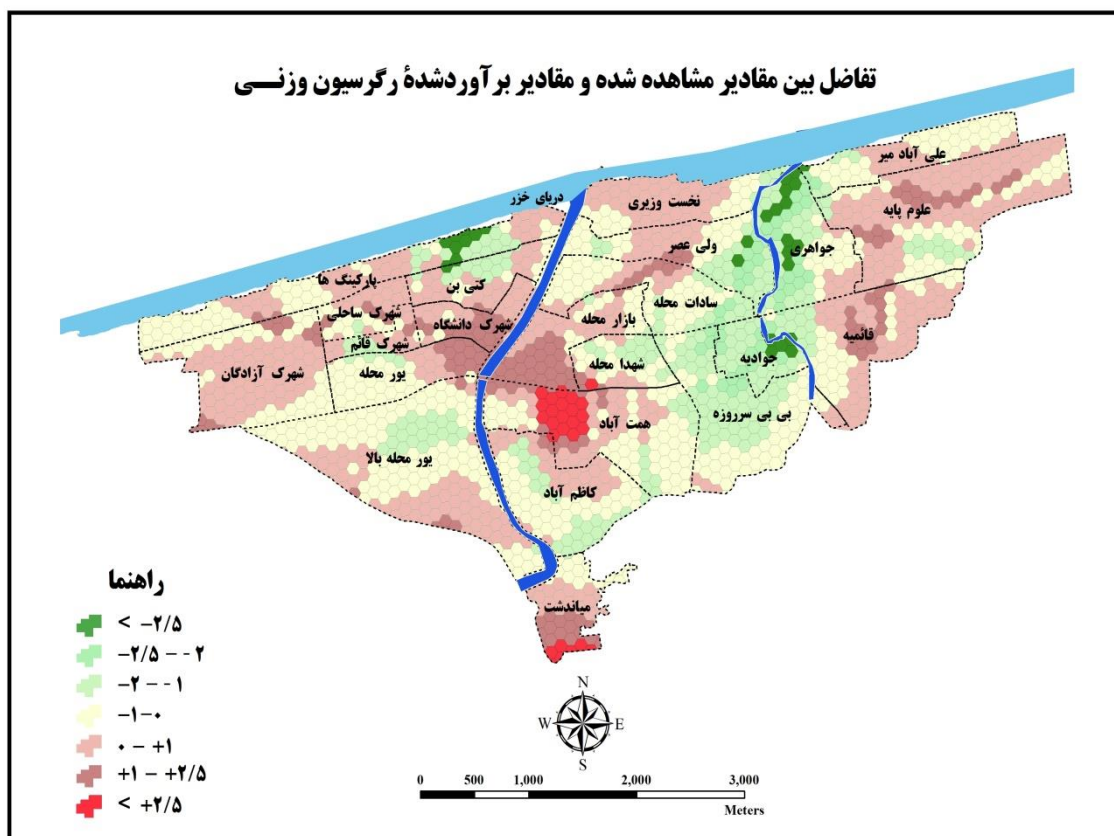 تفاضل بین مقادیر مشاهده شده و مقادیر برآوردشدهٔ رگرسیون وزنــی
علی آباد میر
علوم پایه
دریای خزر
نخست وزیری
جواهری
ولی عصر
پارکینگ ها
کتی بن
سادات محله
شهرک ساحلی
شهرک دانشگاه
بازار محله
قائمیه
شهرک قائم
شهدا محله
جوادیه
شهرک آزادگان
یور محله
بی بی سرروزه
همت آباد
یور محله بالا
کاظم آباد
میاندشت
راهنما
< -۲/۵
-۲/۵ - -۲
-۲ - -۱
-۱-۰
۰ - +۱
+۱ - +۲/۵
< +۲/۵
N
W E
S
0 500 1,000 2,000 3,000
Meters